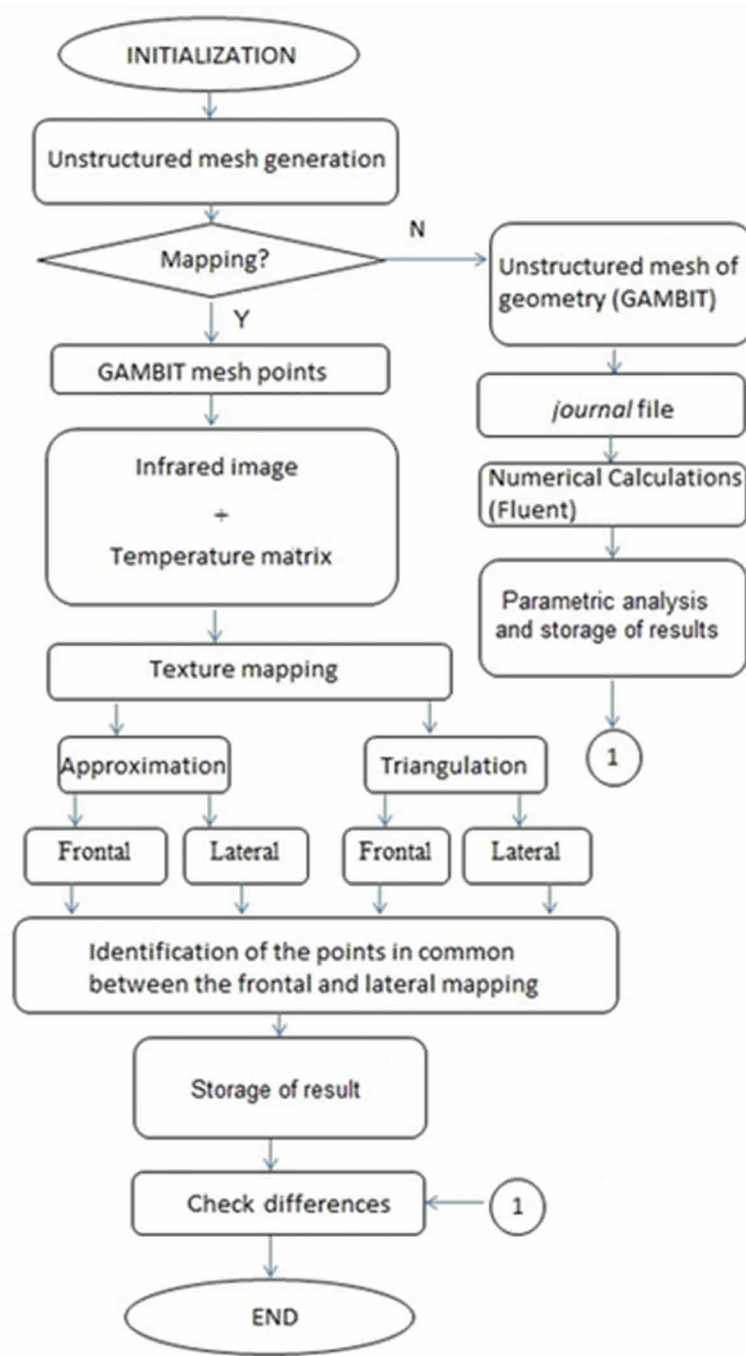 INITIALIZATION
Unstructured mesh generation
Mapping?
N
Y
Unstructured mesh of
geometry (GAMBIT)
GAMBIT mesh points
journal file
Infrared image
+
Temperature matrix
Numerical Calculations
(Fluent)
Parametric analysis
and storage of results
Texture mapping
1
Approximation
Triangulation
Frontal
Lateral
Frontal
Lateral
Identification of the points in common
between the frontal and lateral mapping
Storage of result
Check differences
1
END